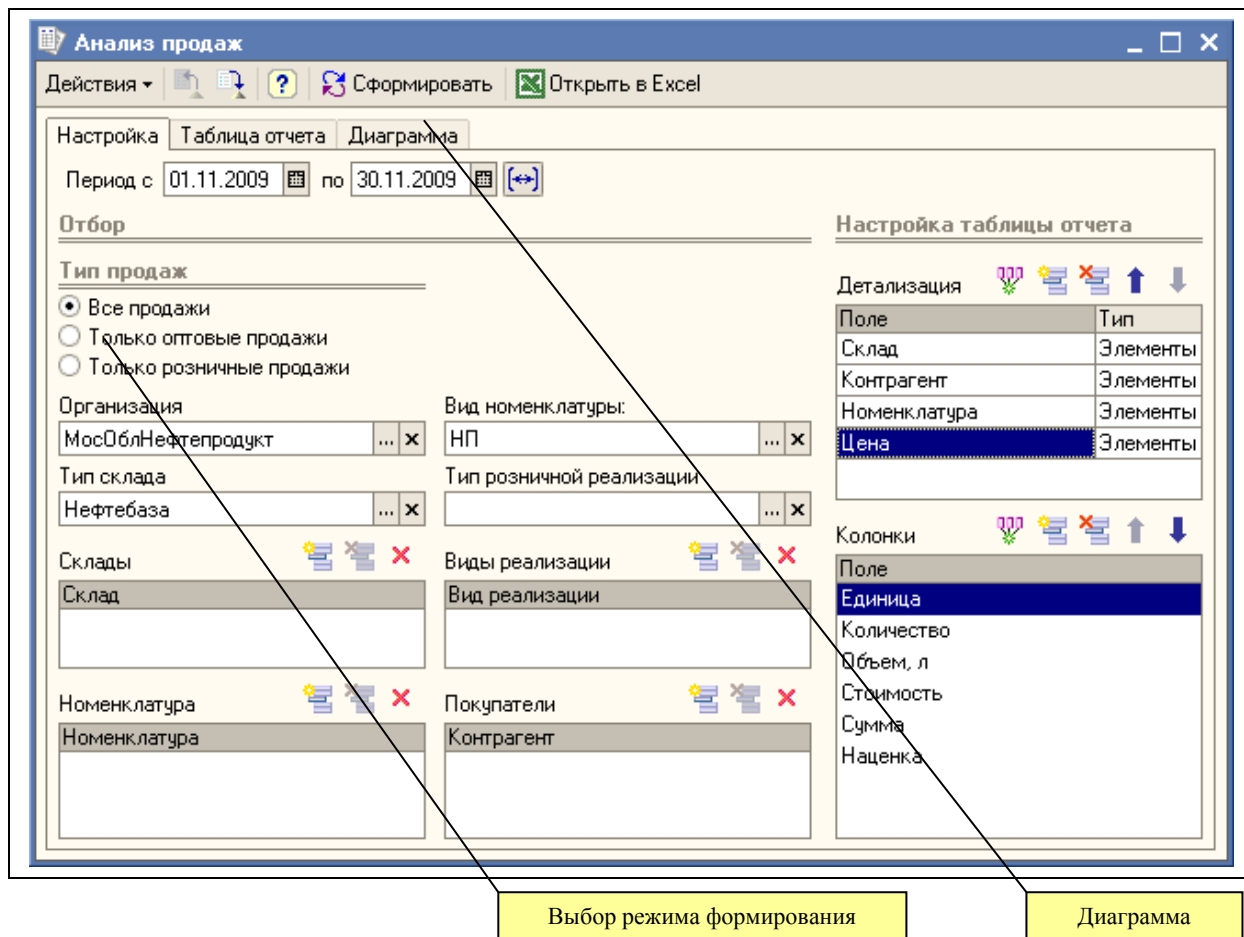 Анализ продаж
Действия ? Сформировать Открыть в Excel
Настройка Таблица отчета Диаграмма
Период с 01.11.2009 по 30.11.2009
Отбор
Тип продаж
Все продажи
Только оптовые продажи
Только розничные продажи
Организация Вид номенклатуры:
МосОблНефтепродукт ... x НП ... x
Тип склада Тип розничной реализации
Нефтебаза ... x ... x
Склады Виды реализации
Склад Вид реализации
Номенклатура Покупатели
Номенклатура Контрагент
Настройка таблицы отчета
Детализация
Поле Тип
Склад Элементы
Контрагент Элементы
Номенклатура Элементы
Цена Элементы
Колонки
Поле
Единица
Количество
Объем, л
Стоимость
Сумма
Наценка
Выбор режима формирования Диаграмма